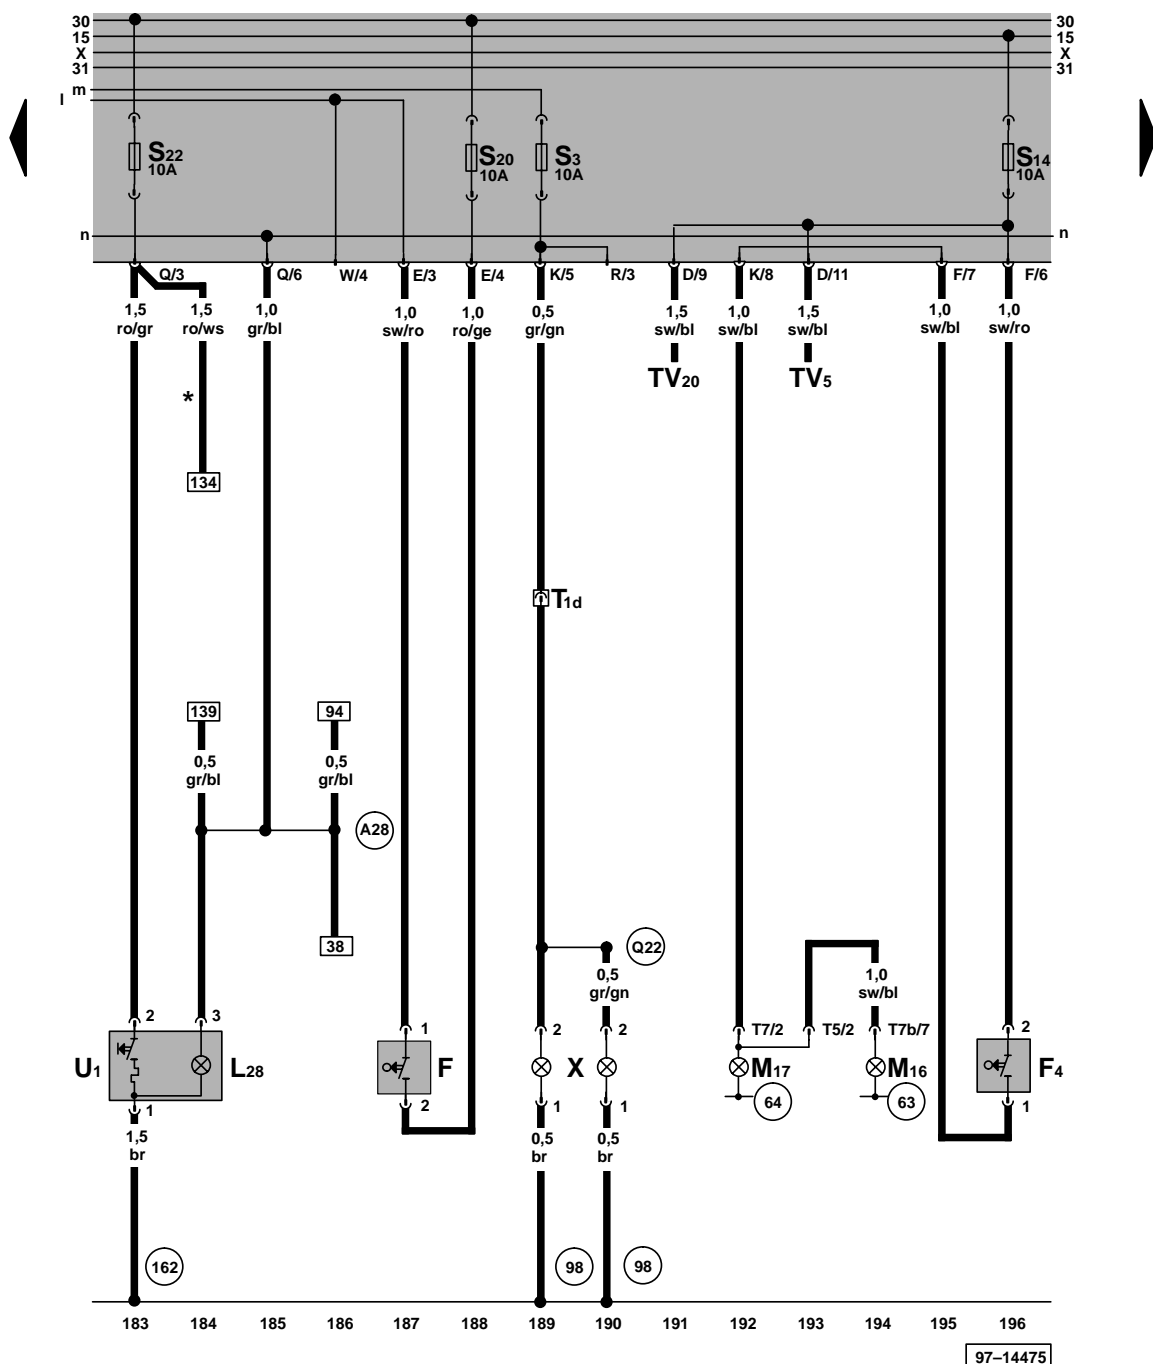 30 30
15 15
X X
31 31
m
l
S22 S20 S3 S14
10A 10A 10A 10A
n n
Q/3 Q/6 W/4 E/3 E/4 K/5 R/3 D/9 K/8 D/11 F/7 F/6
1,5 1,5 1,0 1,0 1,0 0,5 1,5 1,0 1,5 1,0 1,0
ro/gr ro/ws gr/bl sw/ro ro/ge gr/gn sw/bl sw/bl sw/bl sw/bl sw/ro
TV20 TV5
*
134
T1d
139 94
0,5 0,5
gr/bl gr/bl
A28
38 Q22
0,5 1,0
gr/gn sw/bl
2 3 1 2 2 T7/2 T5/2 T7b/7 2
U1 L28 F X M17 M16 F4
1 2 1 1 64 63 1
1,5 0,5 0,5
br br br
162 98 98
183 184 185 186 187 188 189 190 191 192 193 194 195 196
97–14475